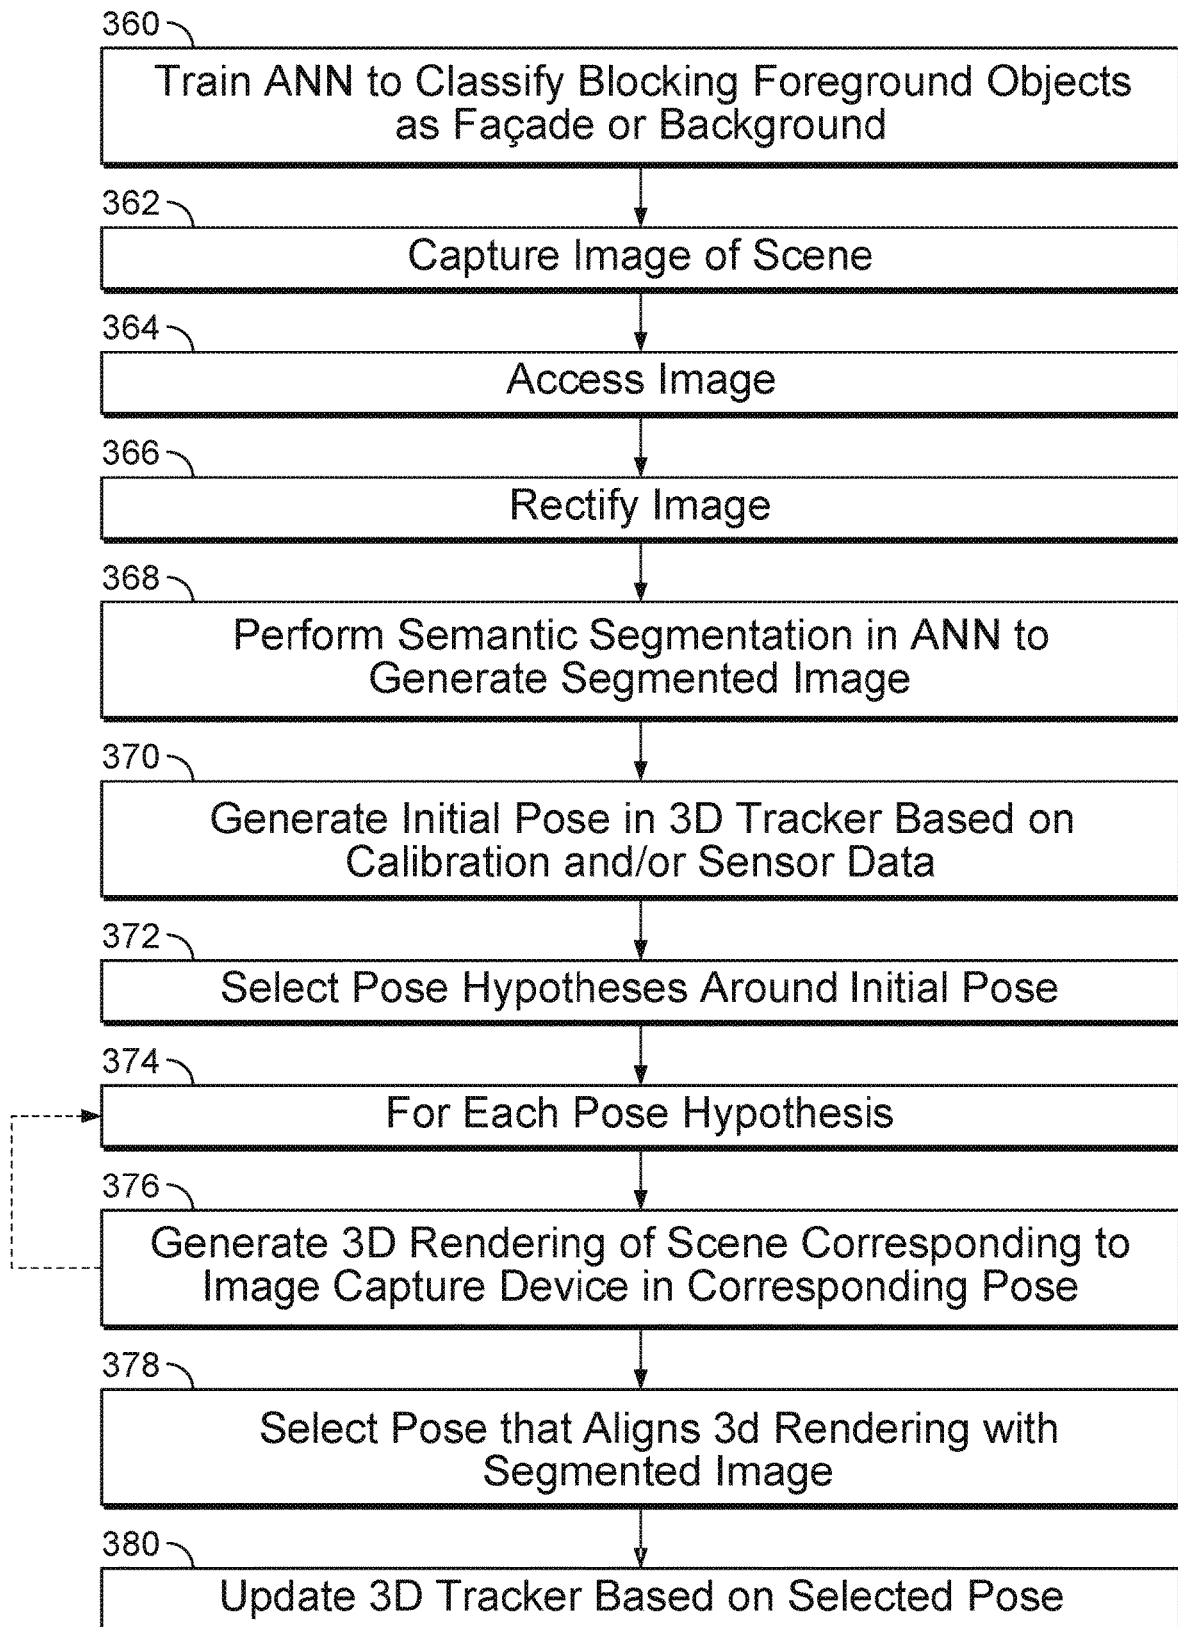 360
Train ANN to Classify Blocking Foreground Objects
as Façade or Background
362
Capture Image of Scene
364
Access Image
366
Rectify Image
368
Perform Semantic Segmentation in ANN to
Generate Segmented Image
370
Generate Initial Pose in 3D Tracker Based on
Calibration and/or Sensor Data
372
Select Pose Hypotheses Around Initial Pose
374
For Each Pose Hypothesis
376
Generate 3D Rendering of Scene Corresponding to
Image Capture Device in Corresponding Pose
378
Select Pose that Aligns 3d Rendering with
Segmented Image
380
Update 3D Tracker Based on Selected Pose